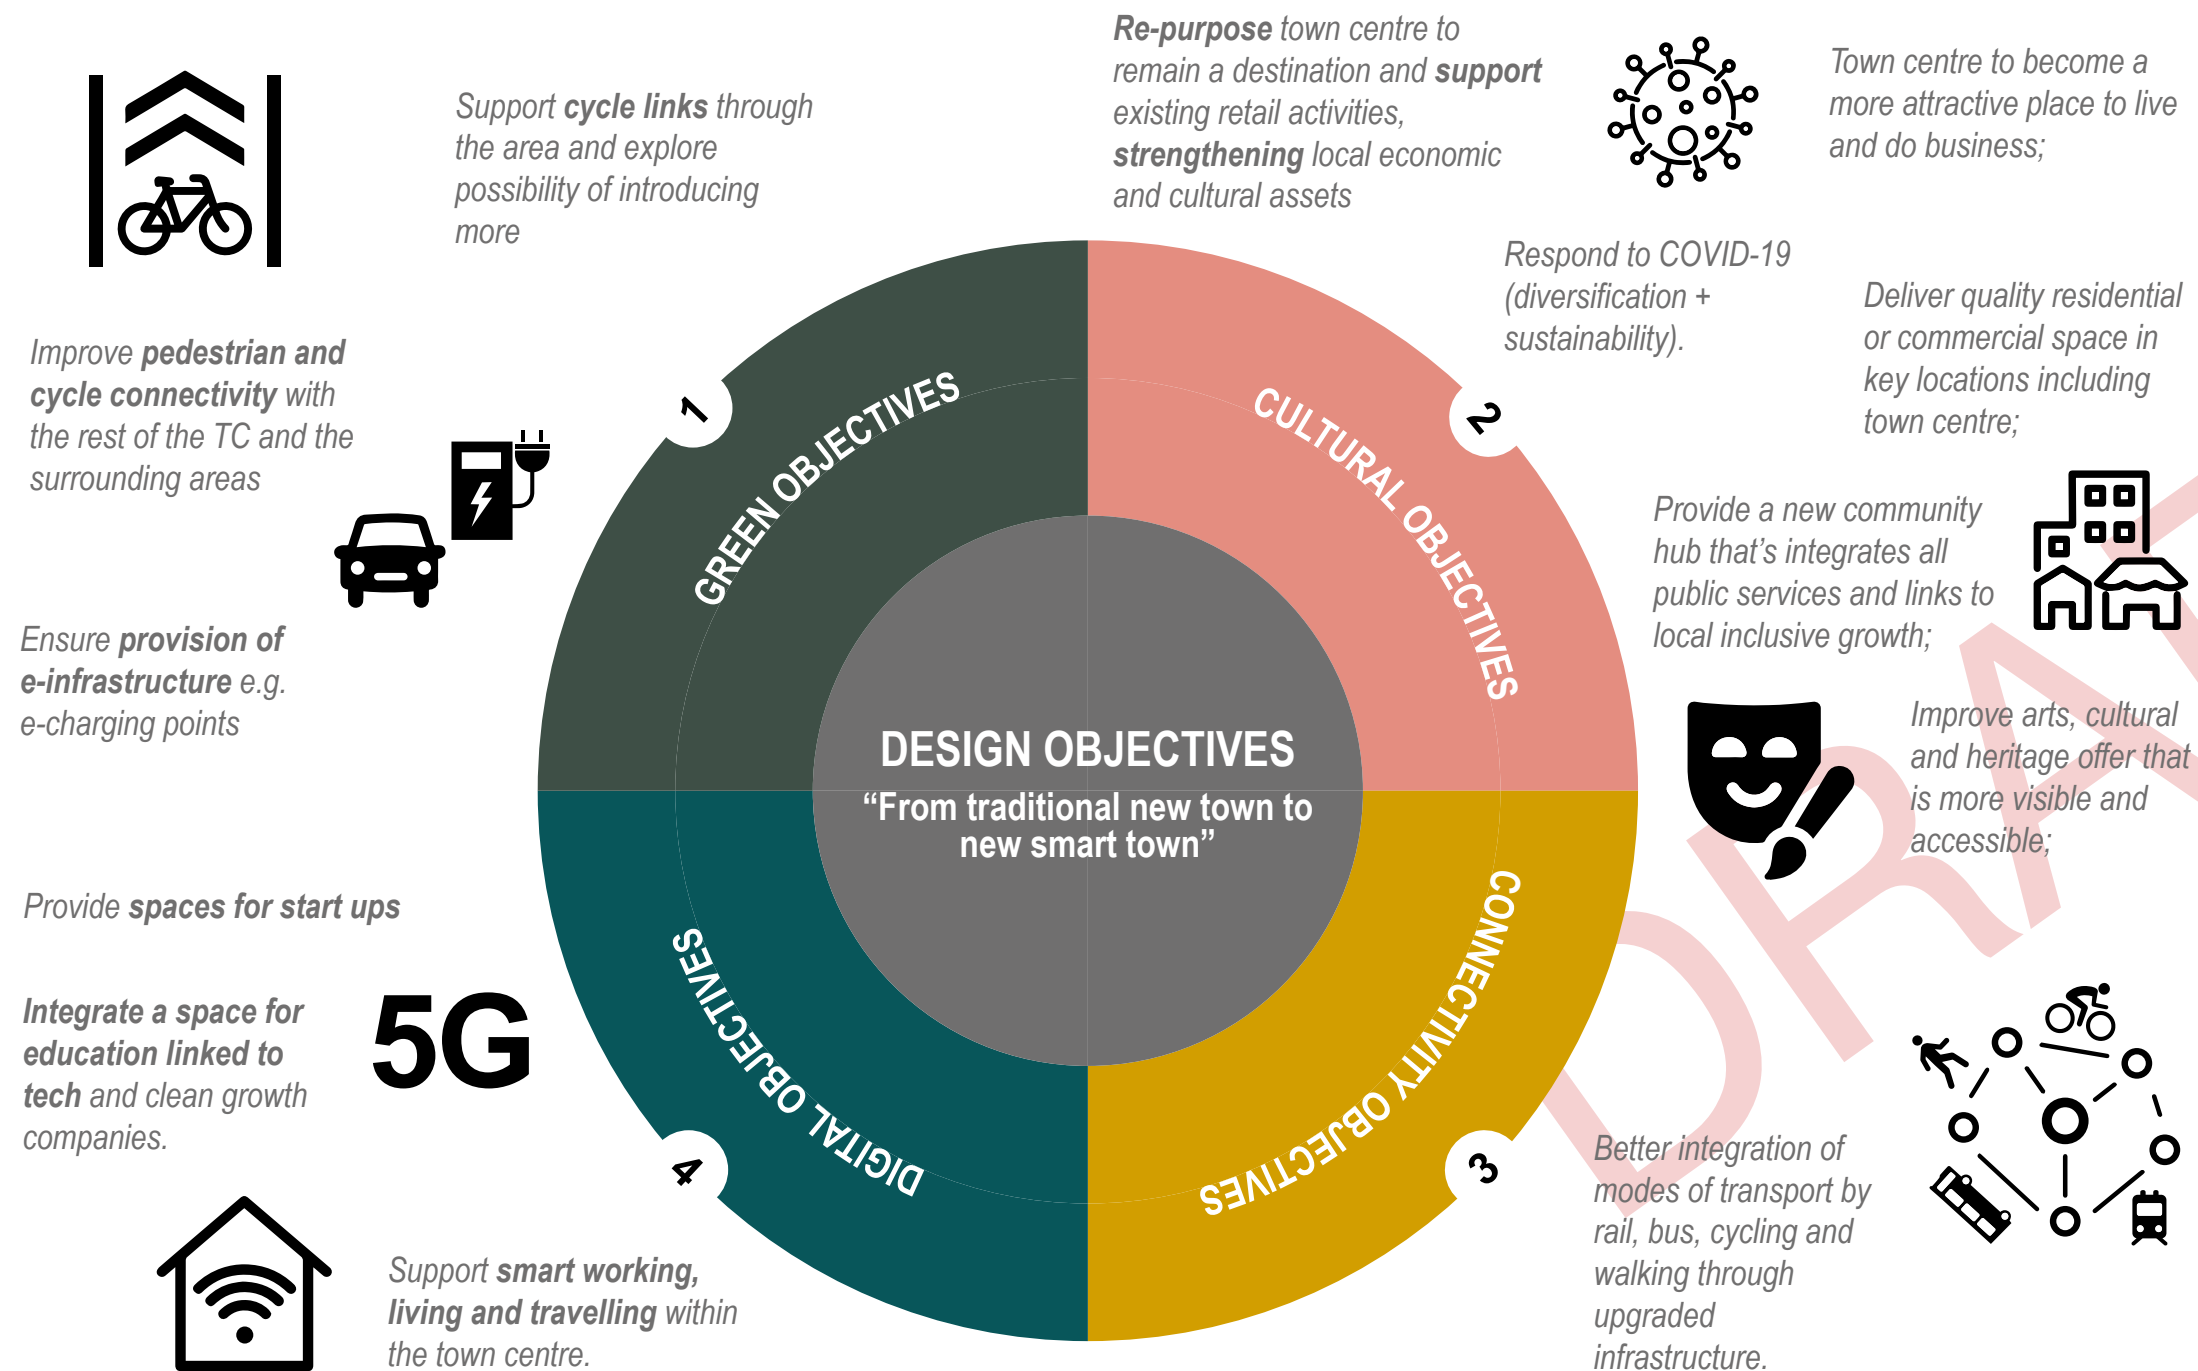 Support cycle links through
the area and explore
possibility of introducing
more
Improve pedestrian and
cycle connectivity with
the rest of the TC and the
surrounding areas
Ensure provision of
e-infrastructure e.g.
e-charging points
1
GREEN OBJECTIVES
Re-purpose town centre to
remain a destination and support
existing retail activities,
strengthening local economic
and cultural assets
Town centre to become a
more attractive place to live
and do business;
Respond to COVID-19
(diversification +
sustainability).
Deliver quality residential
or commercial space in
key locations including
town centre;
Provide a new community
hub that's integrates all
public services and links to
local inclusive growth;
Improve arts, cultural
and heritage offer that
is more visible and
accessible;
2
CULTURAL OBJECTIVES
DESIGN OBJECTIVES
“From traditional new town to
new smart town”
Provide spaces for start ups
Integrate a space for
education linked to
tech and clean growth
companies.
5G
Support smart working,
living and travelling within
the town centre.
4
DIGITAL OBJECTIVES
3
CONNECTIVITY OBJECTIVES
Better integration of
modes of transport by
rail, bus, cycling and
walking through
upgraded
infrastructure.